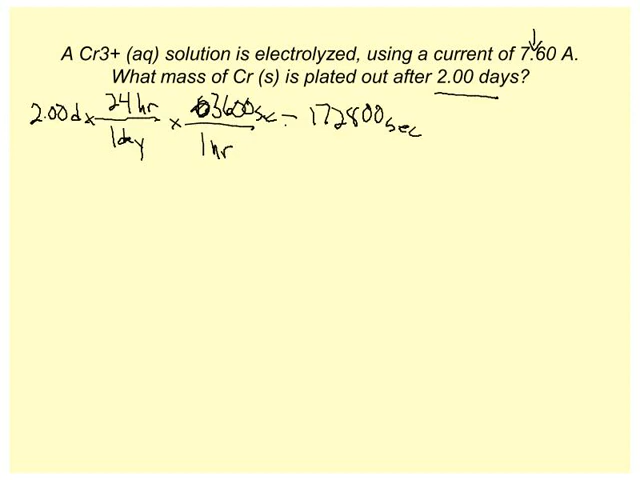 A Cr3+ (aq) solution is electrolyzed, using a current of 7.60 A.
What mass of Cr (s) is plated out after 2.00 days?
2.00d x 24 hr / 1 day x 3600 sec / 1 hr = 172800 sec